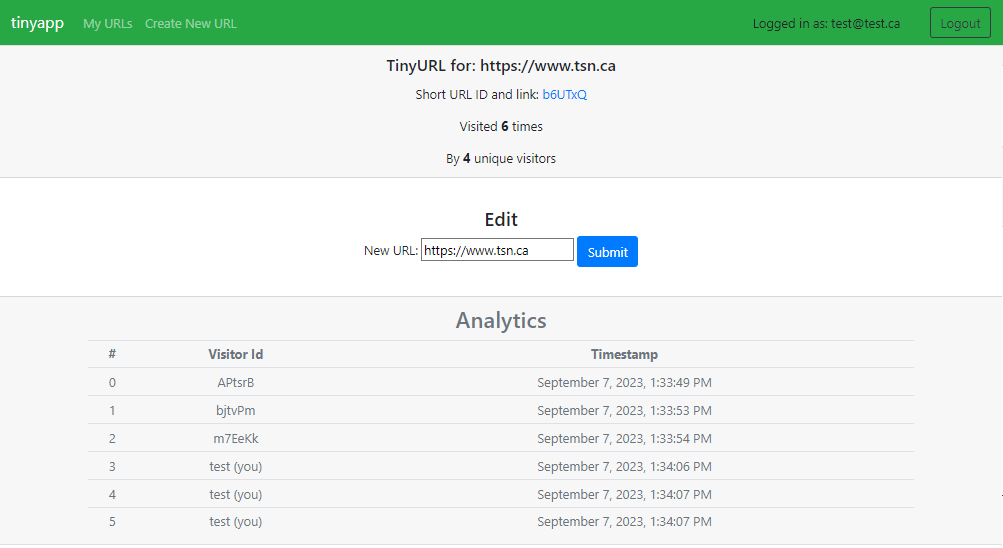 tinyapp My URLs Create New URL Logged in as: test@test.ca Logout
TinyURL for: https://www.tsn.ca
Short URL ID and link: b6UTxQ
Visited 6 times
By 4 unique visitors
Edit
New URL: https://www.tsn.ca Submit
Analytics
# Visitor Id Timestamp
0 APtsrB September 7, 2023, 1:33:49 PM
1 bjtvPm September 7, 2023, 1:33:53 PM
2 m7EeKk September 7, 2023, 1:33:54 PM
3 test (you) September 7, 2023, 1:34:06 PM
4 test (you) September 7, 2023, 1:34:07 PM
5 test (you) September 7, 2023, 1:34:07 PM